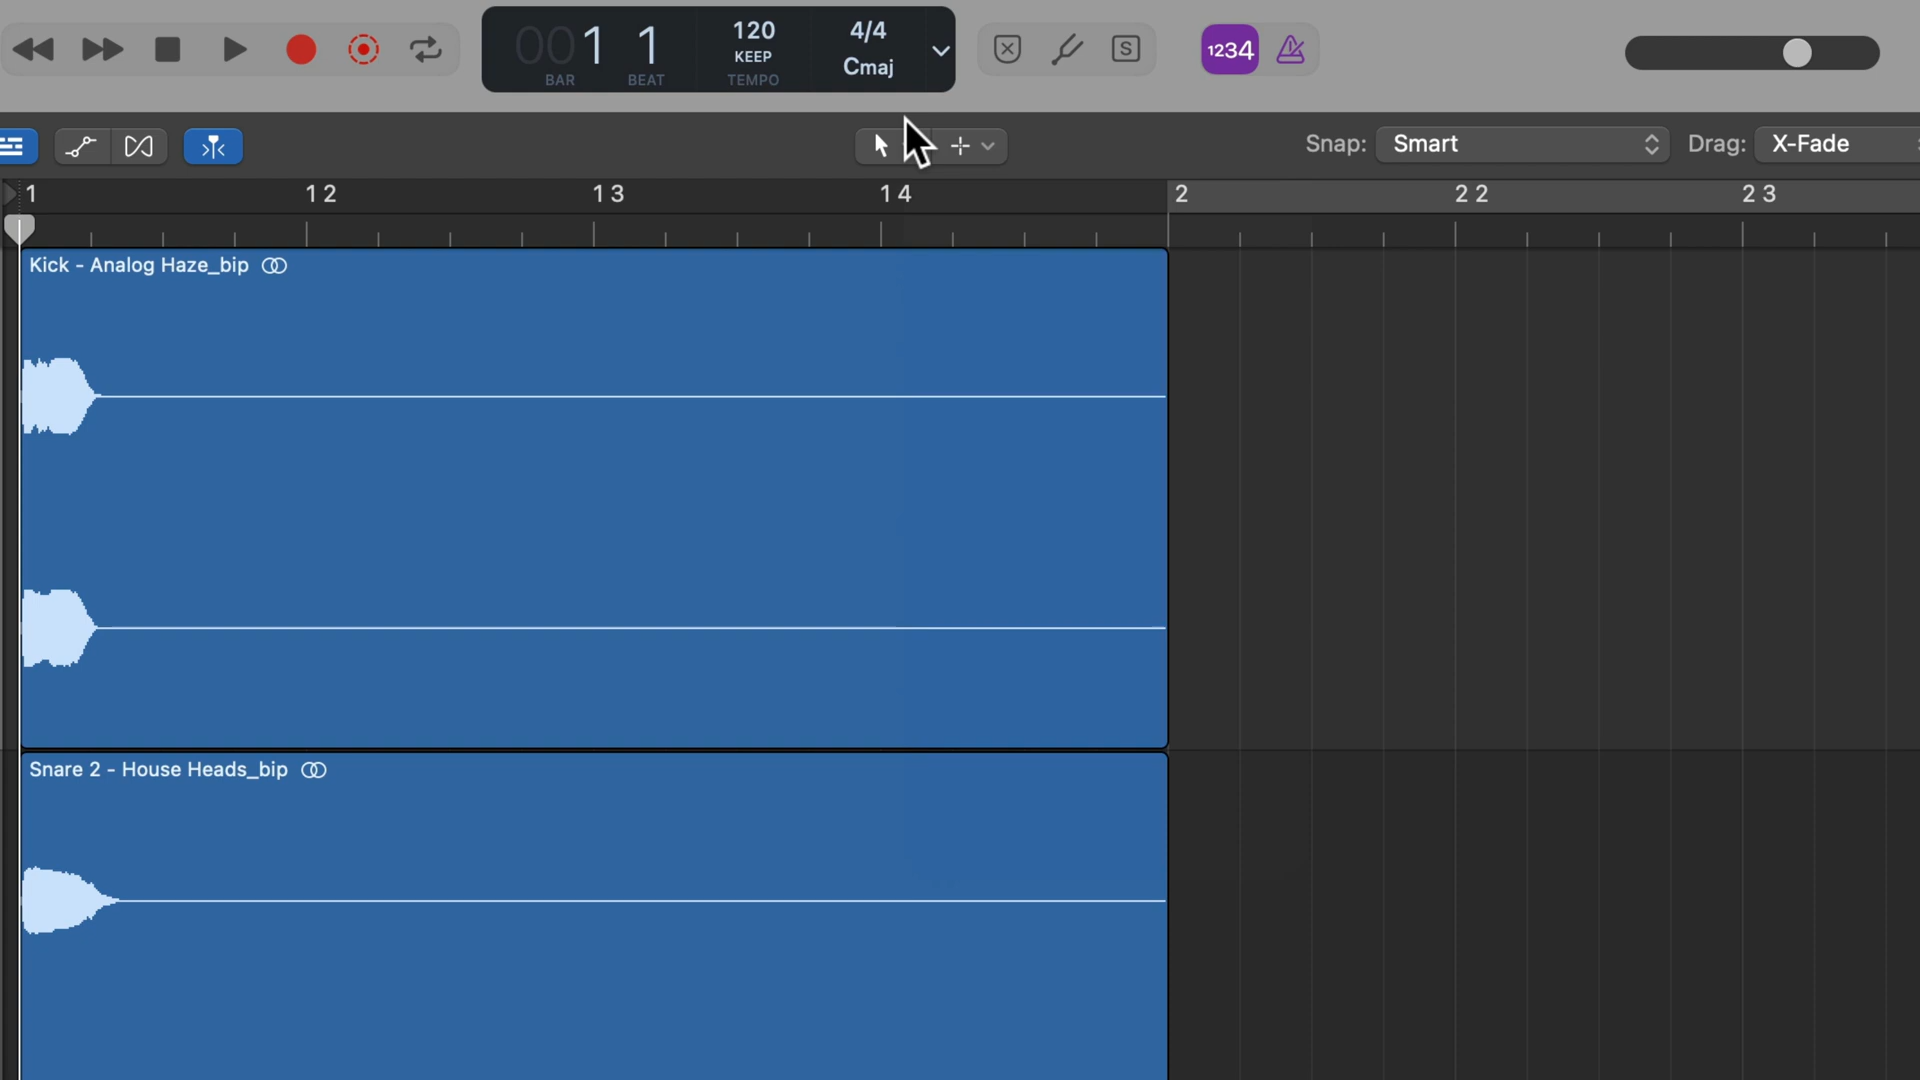 001 1
BAR BEAT
120
KEEP
TEMPO
4/4
Cmaj
S
1234
Snap: Smart
Drag: X-Fade
1 1 2 1 3 1 4 2 2 2 2 3
Kick - Analog Haze_bip
Snare 2 - House Heads_bip